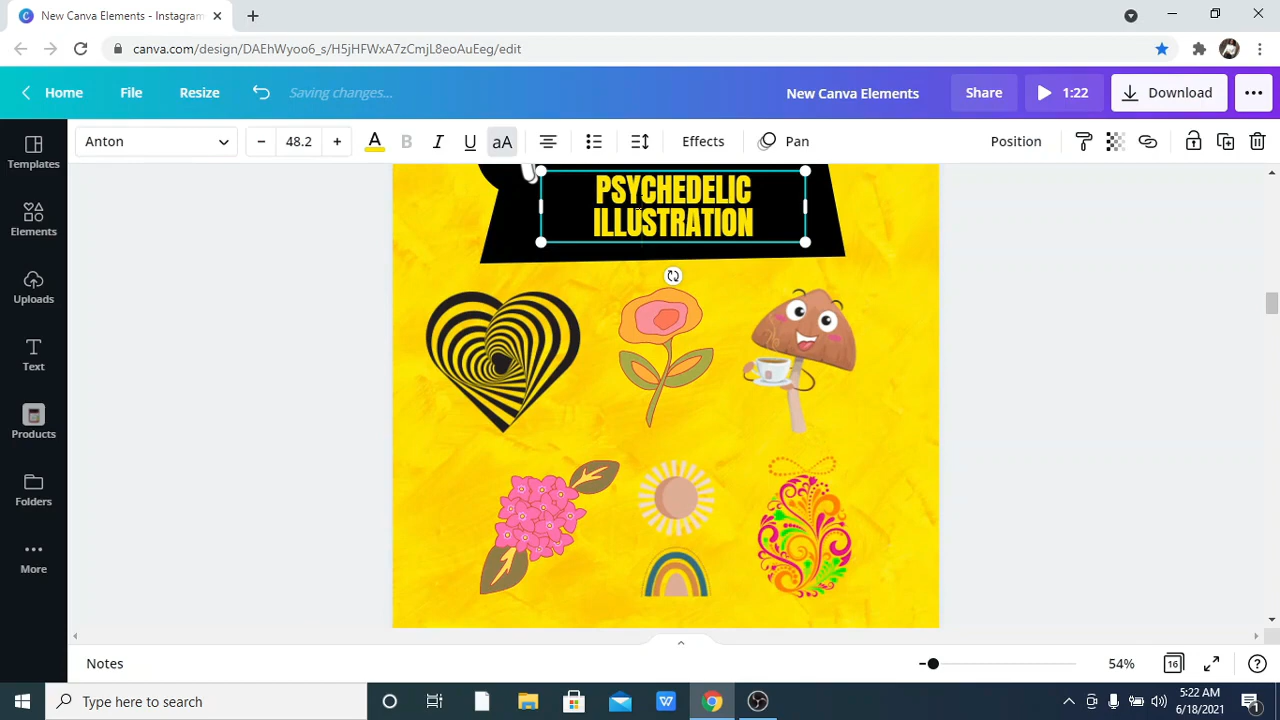 New Canva Elements - Instagram
canva.com/design/DAEhWyoo6_s/H5jHFWxA7zCmjL8eoAuEeg/edit
Home
File
Resize
Saving changes...
New Canva Elements
Share
1:22
Download
Templates
Elements
Uploads
Text
Products
Folders
More
Anton
48.2
A
B
I
U
aA
Effects
Pan
Position
PSYCHEDELIC
ILLUSTRATION
Notes
54%
16
Type here to search
5:22 AM
6/18/2021
1